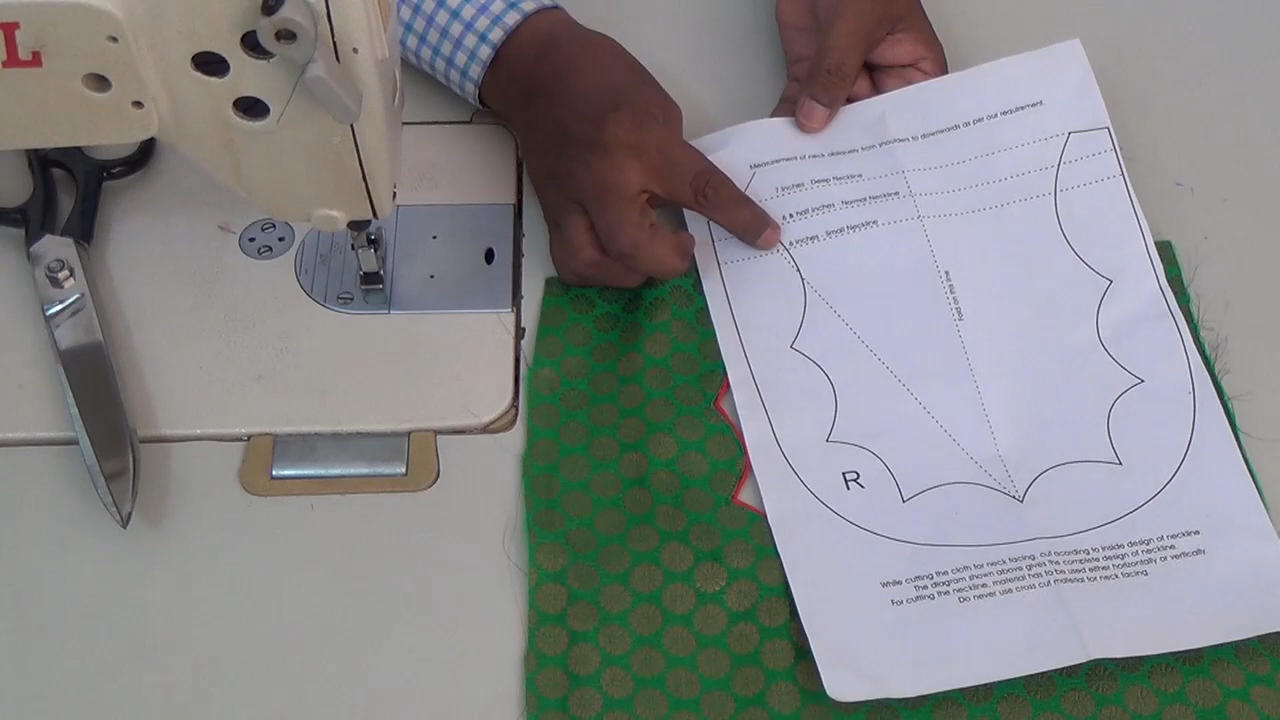 L
Measurement of neck obliquely from shoulders to downwards as per our requirement.
7 inches - Deep Neckline
6 & half inches - Normal Neckline
6 inches - Small Neckline
Fold on this line
R
While cutting the cloth for neck facing, cut acording to inside design of neckline
The diagram shown above gives the complete design of neckline.
For cutting the neckline, material has to be used either horizontally or vertically.
Do never use cross cut material for neck facing.